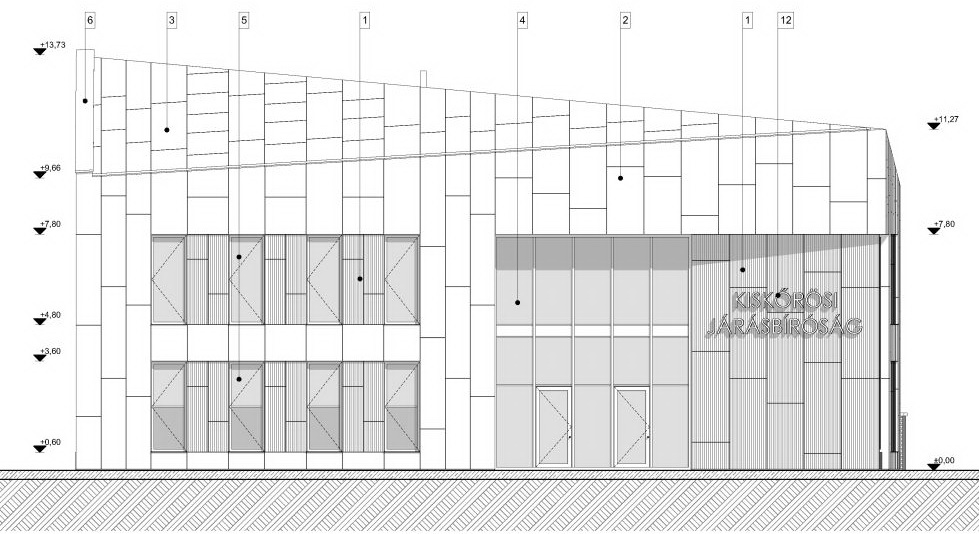 6 3 5 1 4 2 1 12
+13,73
+11,27
+9,66
+7,80 +7,80
KISKŐRÖSI
+4,80 JÁRÁSBÍRÓSÁG
+3,60
+0,60
±0,00